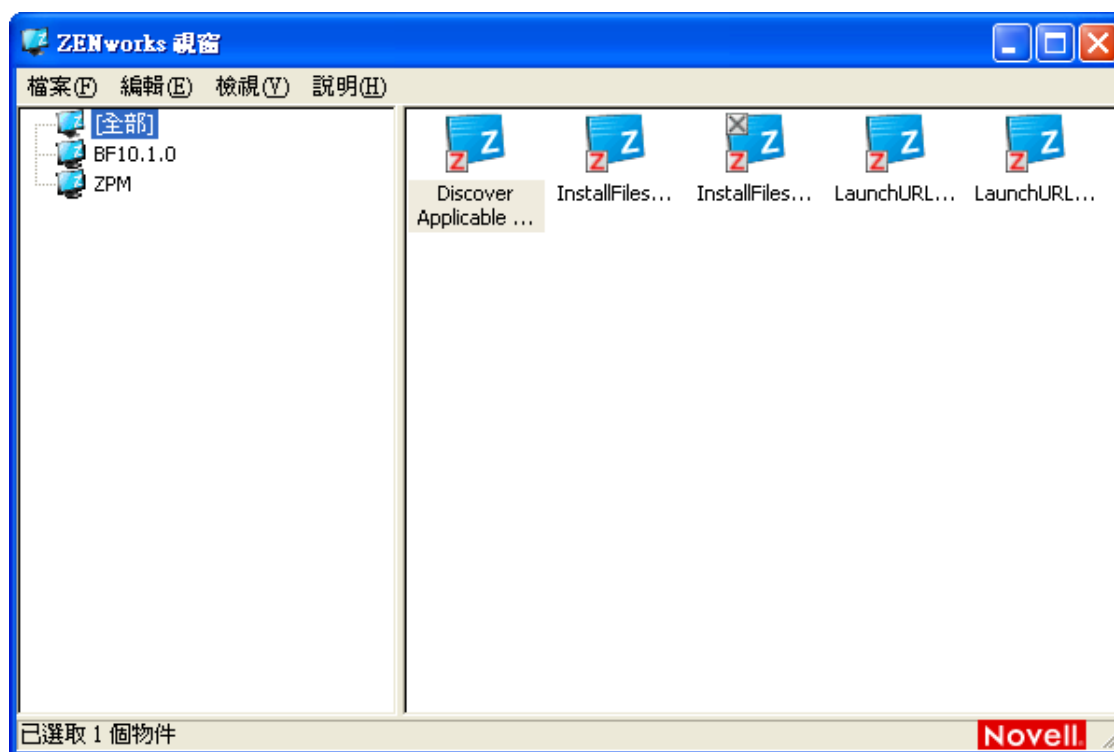 ZENworks 視窗
檔案(F) 編輯(E) 檢視(V) 說明(H)
[全部]
BF10.1.0
ZPM
Discover
Applicable ...
InstallFiles...
InstallFiles...
LaunchURL...
LaunchURL...
已選取 1 個物件
Novell.